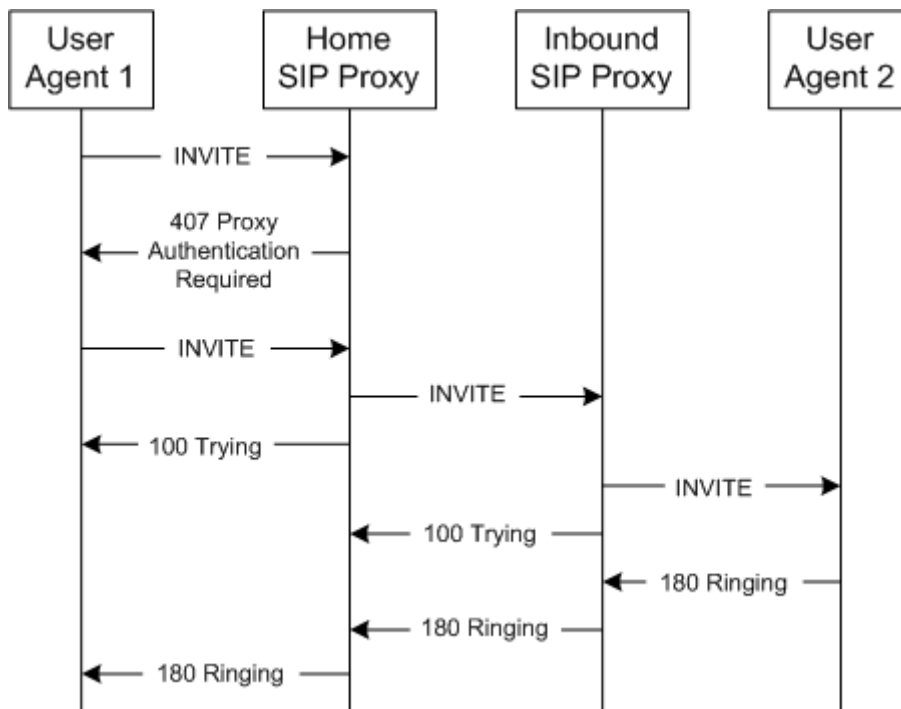 User
Agent 1
Home
SIP Proxy
Inbound
SIP Proxy
User
Agent 2
INVITE
407 Proxy
Authentication
Required
INVITE
INVITE
100 Trying
INVITE
100 Trying
180 Ringing
180 Ringing
180 Ringing